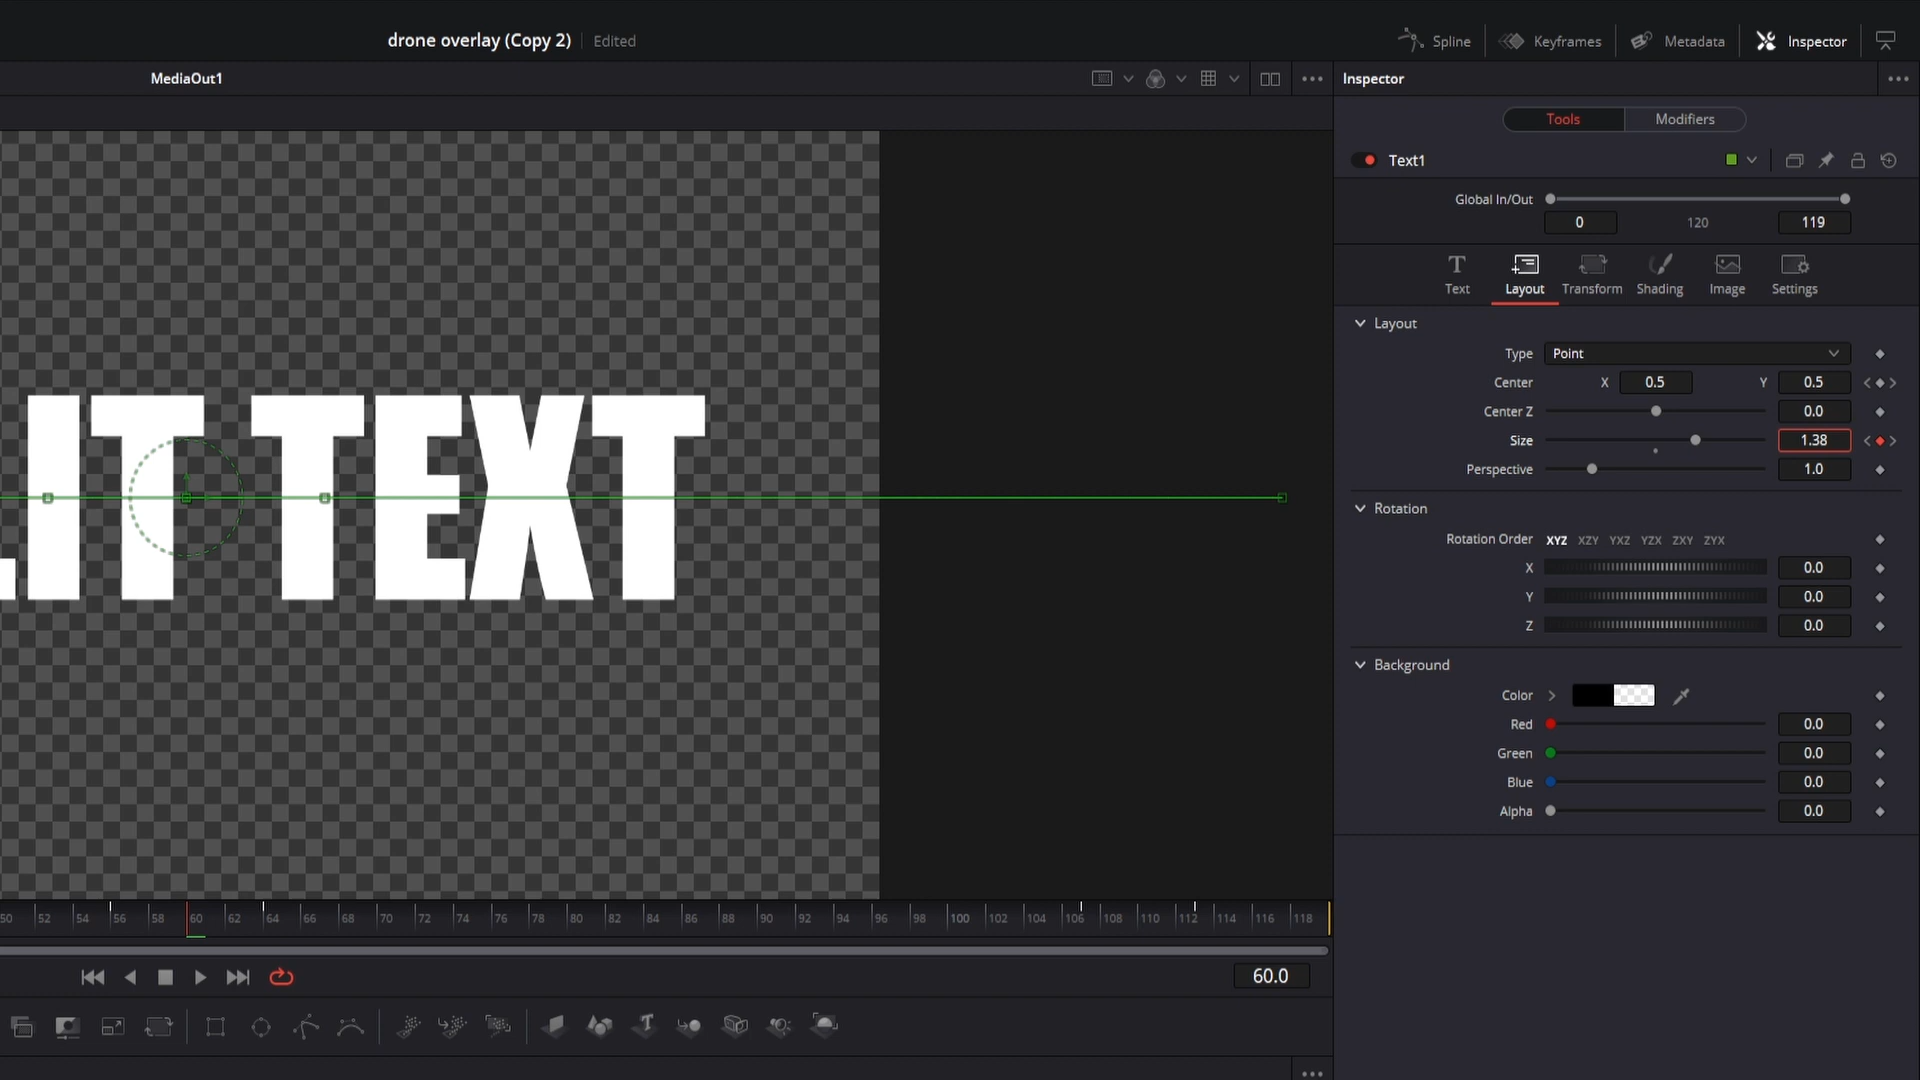 drone overlay (Copy 2) Edited Spline Keyframes Metadata Inspector
MediaOut1 Inspector
Tools Modifiers
Text1
Global In/Out
0 120 119
T
Text Layout Transform Shading Image Settings
Layout
Type Point
Center X 0.5 Y 0.5
Center Z 0.0
Size 1.38
Perspective 1.0
Rotation
Rotation Order XYZ XZY YXZ YZX ZXY ZYX
X 0.0
Y 0.0
Z 0.0
Background
Color
Red 0.0
Green 0.0
Blue 0.0
Alpha 0.0
LIT TEXT
50 52 54 56 58 60 62 64 66 68 70 72 74 76 78 80 82 84 86 88 90 92 94 96 98 100 102 104 106 108 110 112 114 116 118
60.0